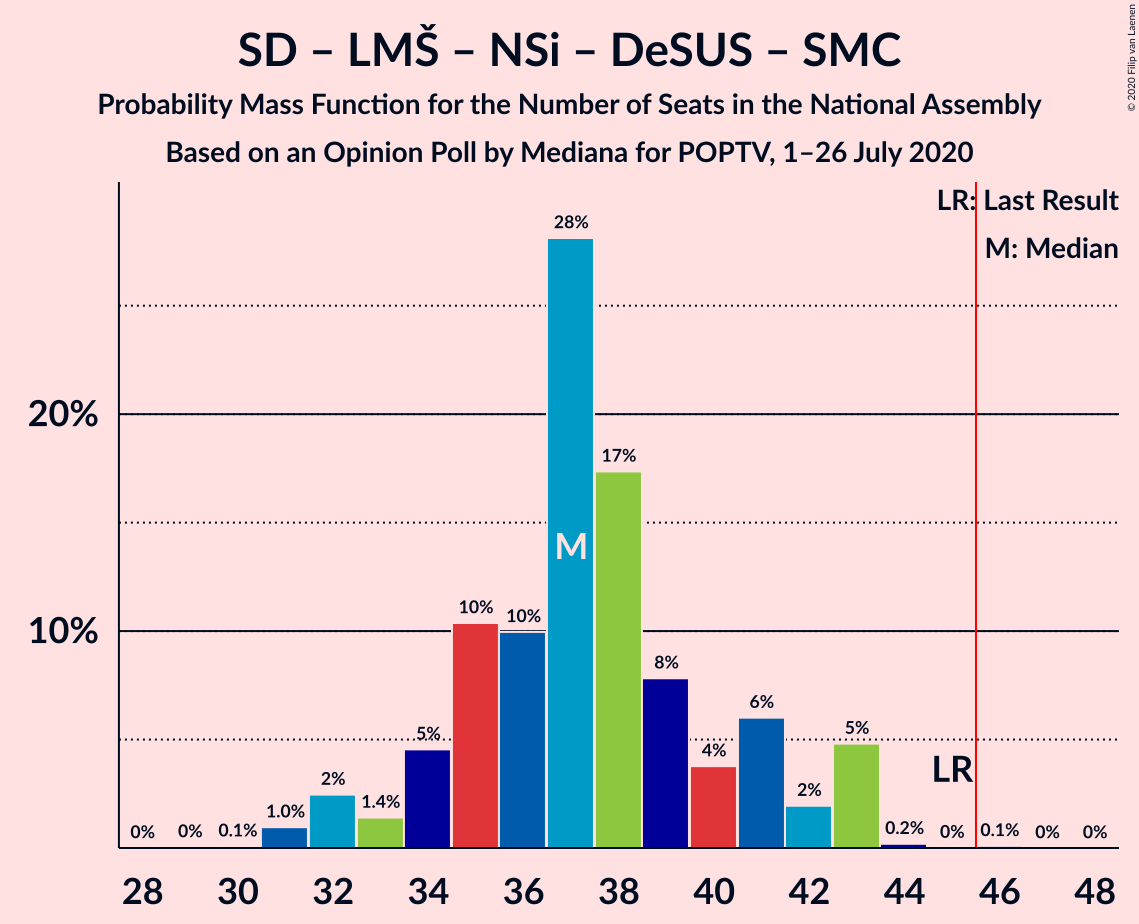 SD – LMŠ – NSi – DeSUS – SMC
Probability Mass Function for the Number of Seats in the National Assembly
Based on an Opinion Poll by Mediana for POPTV, 1–26 July 2020
© 2020 Filip van Laenen
LR: Last Result
M: Median
28%
20%
17%
M
10%
10% 10%
8%
6%
5% 5%
4%
LR
2% 2%
1.4%
1.0%
0% 0% 0.1% 0.2% 0% 0.1% 0% 0%
28 30 32 34 36 38 40 42 44 46 48